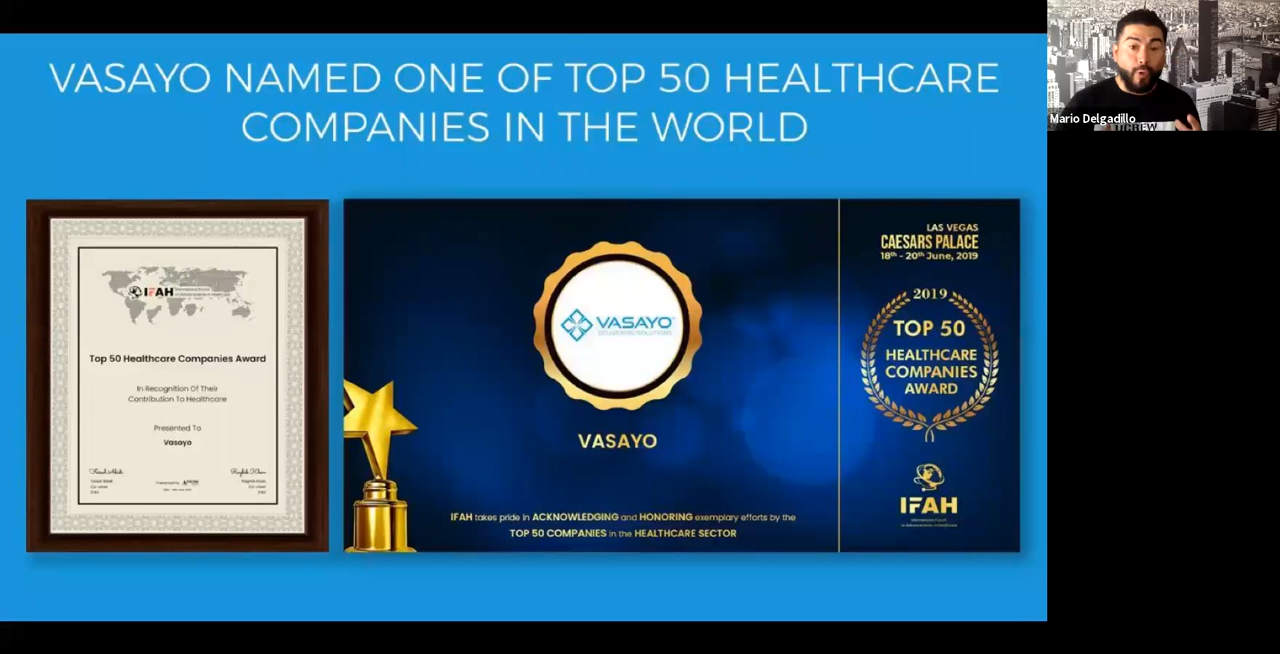 VASAYO NAMED ONE OF TOP 50 HEALTHCARE
COMPANIES IN THE WORLD
Mario Delgadillo
IFAH
Top 50 Healthcare Companies Award
In Recognition Of Their
Contribution To Healthcare
Presented To
Vasayo
VASAYO
VASAYO
IFAH takes pride in ACKNOWLEDGING and HONORING exemplary efforts by the
TOP 50 COMPANIES in the HEALTHCARE SECTOR
LAS VEGAS
CAESARS PALACE
18th - 20th June, 2019
2019
TOP 50
HEALTHCARE
COMPANIES
AWARD
IFAH